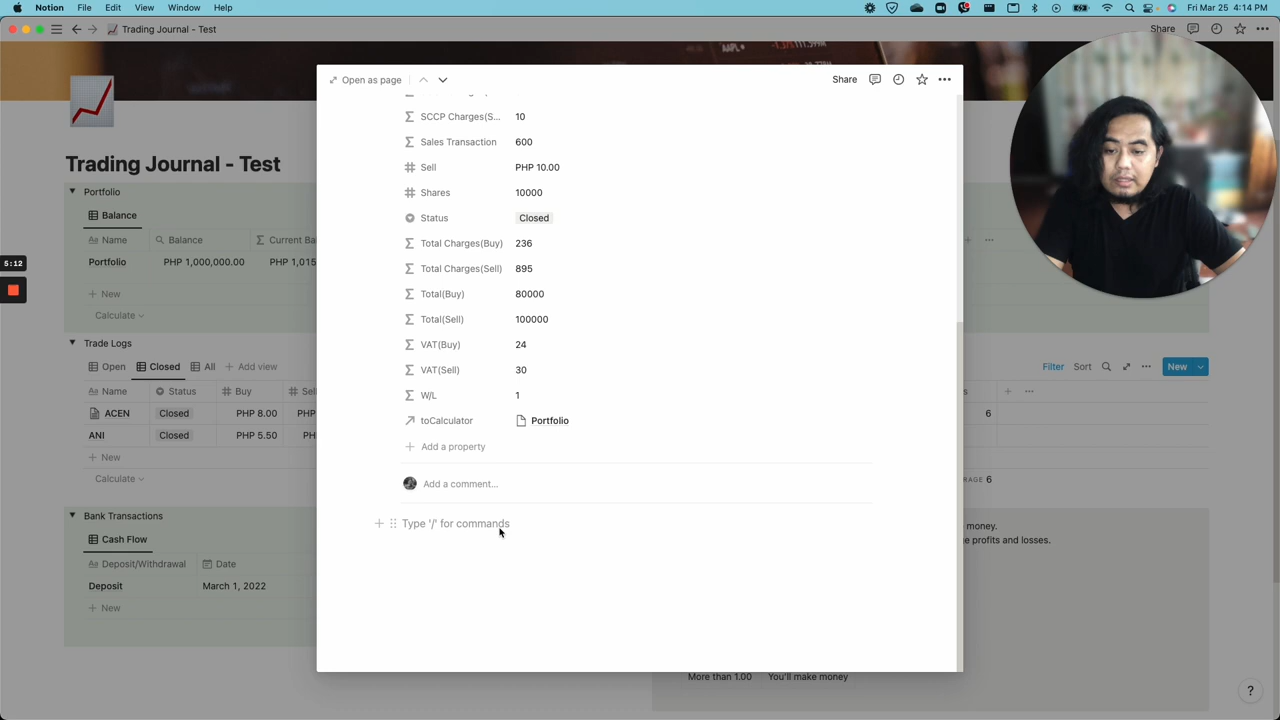 Notion File Edit View History Window Help Fri Mar 25 4:14 PM
Trading Journal - Test Share
AAPL
Open as page Share
Trading Journal - Test
5:12
Portfolio
Balance
Name Balance Current Ba
Portfolio PHP 1,000,000.00 PHP 1,015
New
Calculate
Trade Logs
Open Closed All Add view Filter Sort New
Name Status Buy Sel
ACEN Closed PHP 8.00 PHP 6
ANI Closed PHP 5.50 PHP
New
Calculate RAGE 6
Bank Transactions
Cash Flow
Deposit/Withdrawal Date
Deposit March 1, 2022
New
SCCP Charges(S... 10
Sales Transaction 600
Sell PHP 10.00
Shares 10000
Status Closed
Total Charges(Buy) 236
Total Charges(Sell) 895
Total(Buy) 80000
Total(Sell) 100000
VAT(Buy) 24
VAT(Sell) 30
W/L 1
toCalculator Portfolio
Add a property
Add a comment...
Type '/' for commands
e money.
e profits and losses.
More than 1.00 You'll make money
?